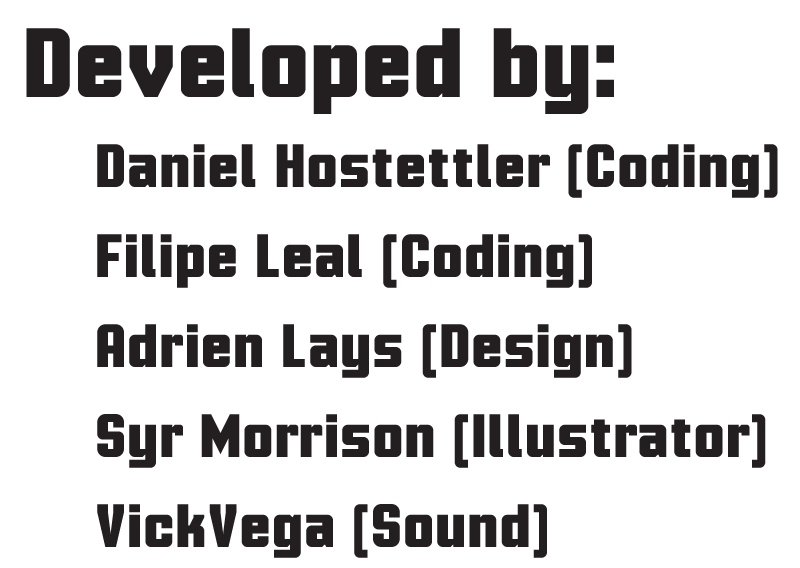 Developed by:
Daniel Hostettler (Coding)
Filipe Leal (Coding)
Adrien Lays (Design)
Syr Morrison (Illustrator)
VickVega (Sound)